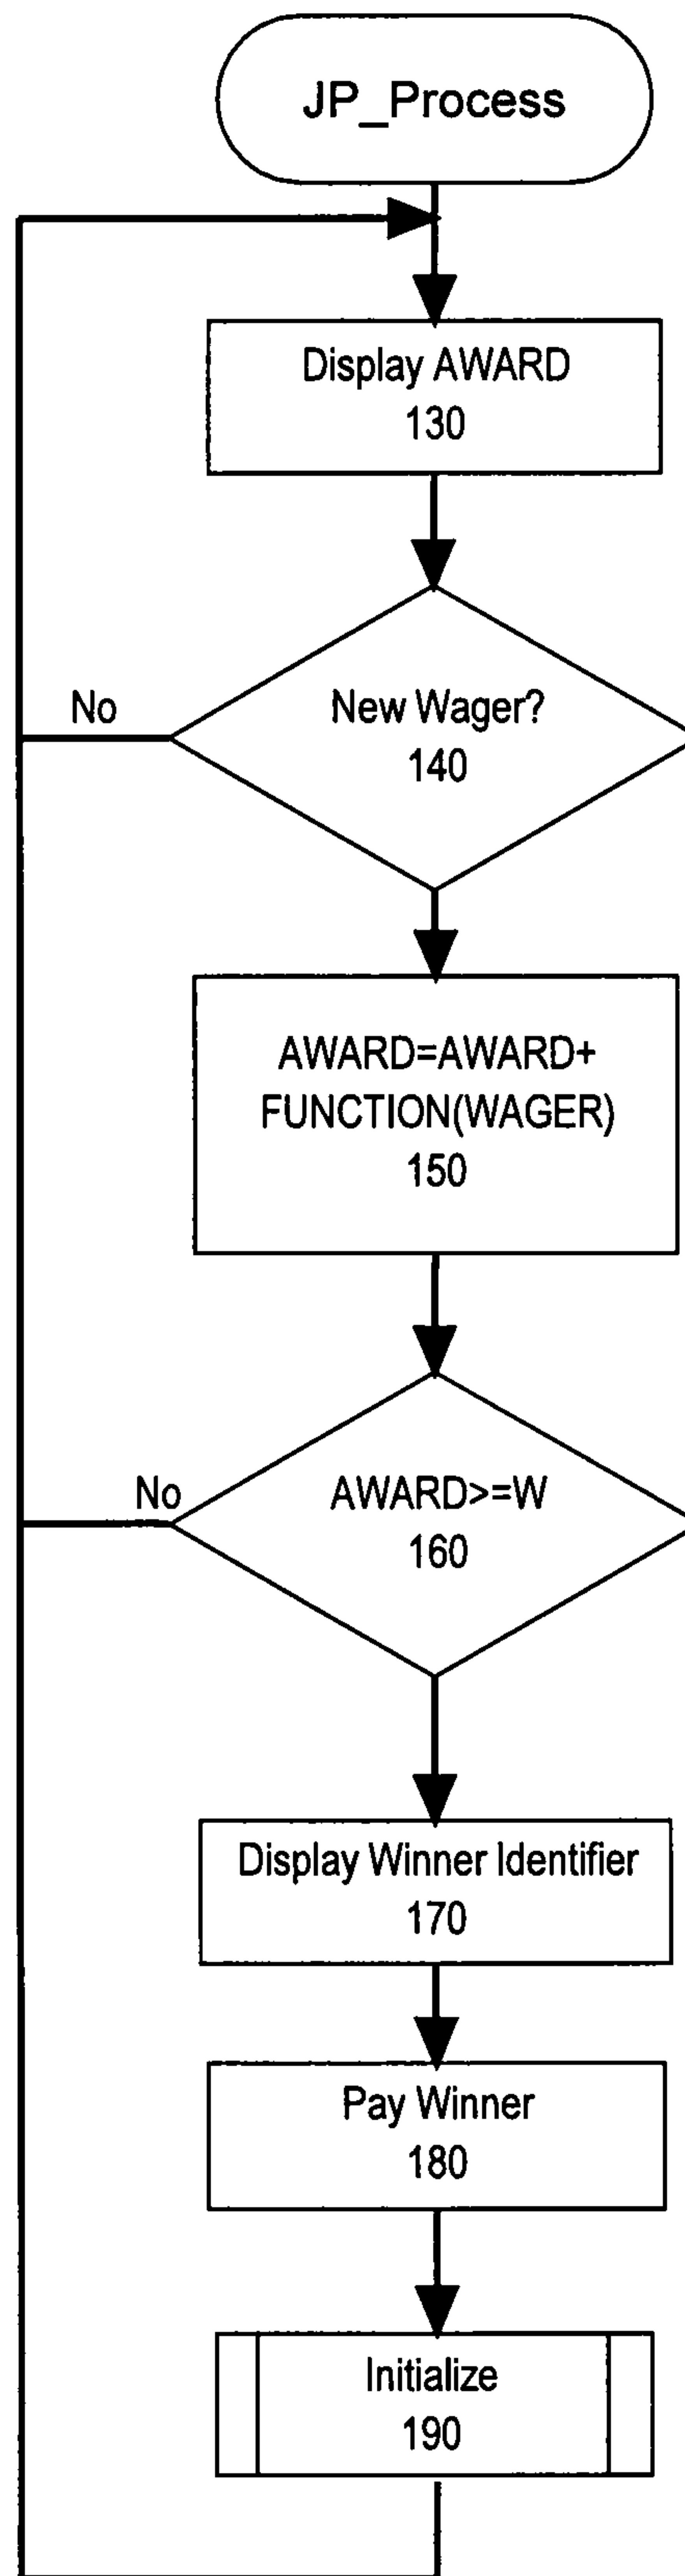 JP_Process
Display AWARD
130
No
New Wager?
140
AWARD=AWARD+
FUNCTION(WAGER)
150
No
AWARD>=W
160
Display Winner Identifier
170
Pay Winner
180
Initialize
190